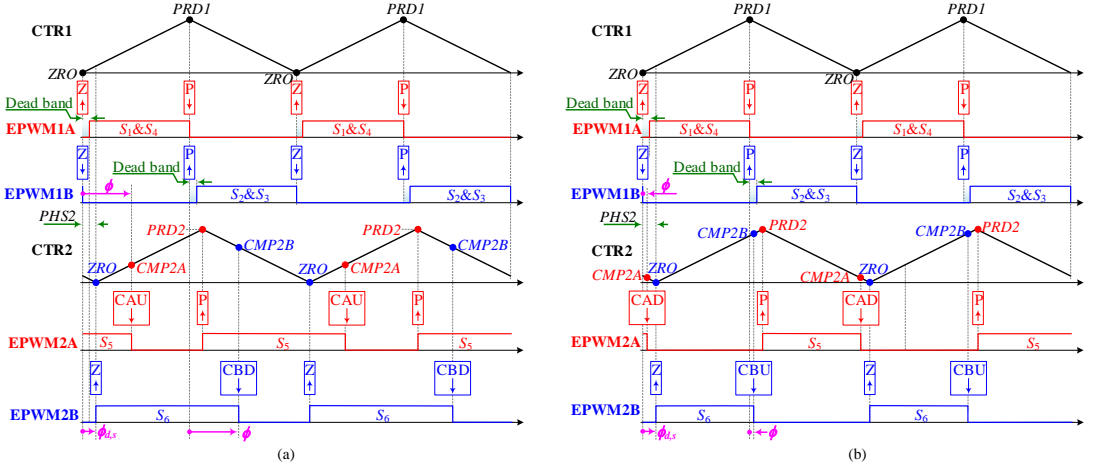 PRD1 PRD1
CTR1
ZRO ZRO
Z P Z P
Dead band
EPWM1A S1&S4 S1&S4
Z P Z P
Dead band
ϕ
EPWM1B S2&S3 S2&S3
PHS2
CTR2 PRD2 CMP2B PRD2 CMP2B
ZRO CMP2A ZRO CMP2A
CAU P CAU P
EPWM2A S5 S5 S5
Z CBD Z CBD
EPWM2B S6 S6
ϕd,s ϕ
(a)
PRD1 PRD1
CTR1
ZRO ZRO
Z P Z P
Dead band
EPWM1A S1&S4 S1&S4
Z P Z P
Dead band
ϕ
EPWM1B S2&S3 S2&S3
PHS2
CTR2 CMP2B PRD2 CMP2B PRD2
CMP2A ZRO CMP2A ZRO
CAD P CAD P
EPWM2A S5 S5
Z CBU Z CBU
EPWM2B S6 S6
ϕd,s ϕ
(b)